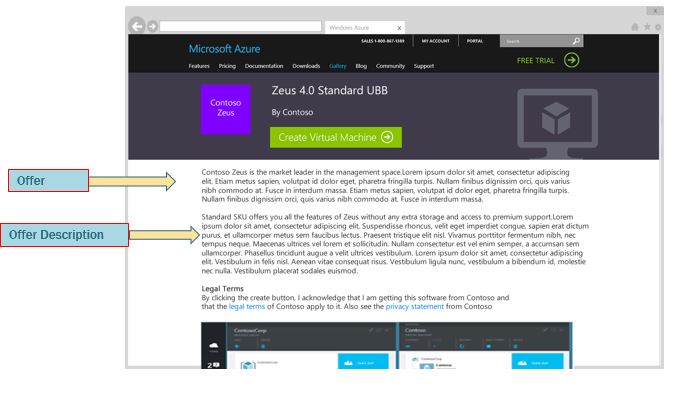 x
Windows Azure x
SALES 1-800-867-1389 MY ACCOUNT PORTAL Search
Microsoft Azure
FREE TRIAL
Features Pricing Documentation Downloads Gallery Blog Community Support
Contoso
Zeus
Zeus 4.0 Standard UBB
By Contoso
Create Virtual Machine
Offer
Contoso Zeus is the market leader in the management space.Lorem ipsum dolor sit amet, consectetur adipiscing
elit. Etiam metus sapien, volutpat id dolor eget, pharetra fringilla turpis. Nullam finibus dignissim orci, quis varius
nibh commodo at. Fusce in interdum massa. Etiam metus sapien, volutpat id dolor eget, pharetra fringilla turpis.
Nullam finibus dignissim orci, quis varius nibh commodo at. Fusce in interdum massa.
Offer Description
Standard SKU offers you all the features of Zeus without any extra storage and access to premium support.Lorem
ipsum dolor sit amet, consectetur adipiscing elit. Suspendisse rhoncus, velit eget imperdiet congue, sapien erat dictum
purus, et ullamcorper metus sem faucibus lectus. Praesent tristique elit nisl. Vivamus porttitor fermentum nibh, nec
tempus neque. Maecenas ultrices vel lorem et sollicitudin. Nullam consectetur est vel enim semper, a accumsan sem
ullamcorper. Phasellus tincidunt augue a velit ultrices vestibulum. Lorem ipsum dolor sit amet, consectetur adipiscing
elit. Vestibulum in felis nisl. Aenean vitae consequat risus. Vestibulum ligula nunc, vestibulum a bibendum id, molestie
nec nulla. Vestibulum placerat sodales euismod.
Legal Terms
By clicking the create button, I acknowledge that I am getting this software from Contoso and
that the legal terms of Contoso apply to it. Also see the privacy statement from Contoso
ContosoCorp
Contoso
2